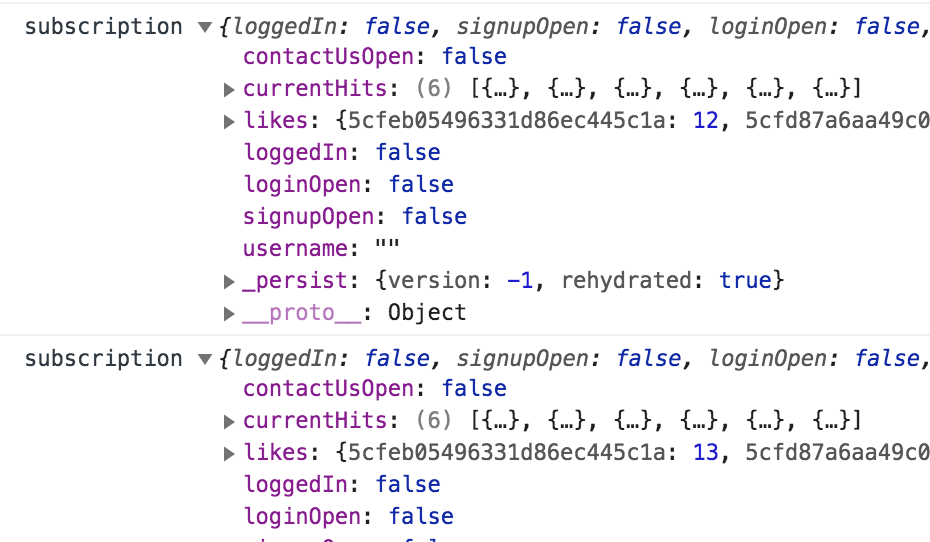 subscription ▼{loggedIn: false, signupOpen: false, loginOpen: false,
contactUsOpen: false
▶currentHits: (6) [{…}, {…}, {…}, {…}, {…}, {…}]
▶likes: {5cfeb05496331d86ec445c1a: 12, 5cfd87a6aa49c0
loggedIn: false
loginOpen: false
signupOpen: false
username: ""
▶_persist: {version: -1, rehydrated: true}
▶__proto__: Object
subscription ▼{loggedIn: false, signupOpen: false, loginOpen: false,
contactUsOpen: false
▶currentHits: (6) [{…}, {…}, {…}, {…}, {…}, {…}]
▶likes: {5cfeb05496331d86ec445c1a: 13, 5cfd87a6aa49c0
loggedIn: false
loginOpen: false